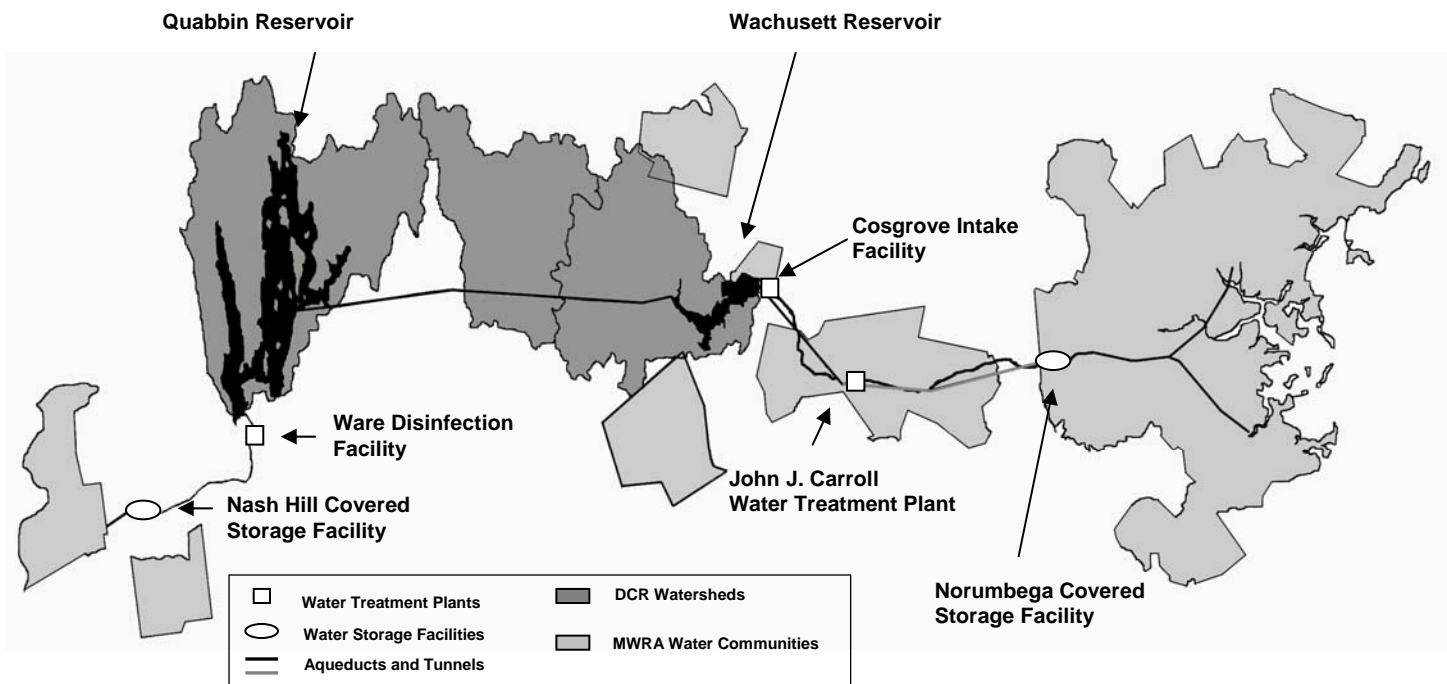 Quabbin Reservoir
Wachusett Reservoir
Cosgrove Intake
Facility
Ware Disinfection
Facility
Nash Hill Covered
Storage Facility
John J. Carroll
Water Treatment Plant
Norumbega Covered
Storage Facility
Water Treatment Plants
DCR Watersheds
Water Storage Facilities
MWRA Water Communities
Aqueducts and Tunnels